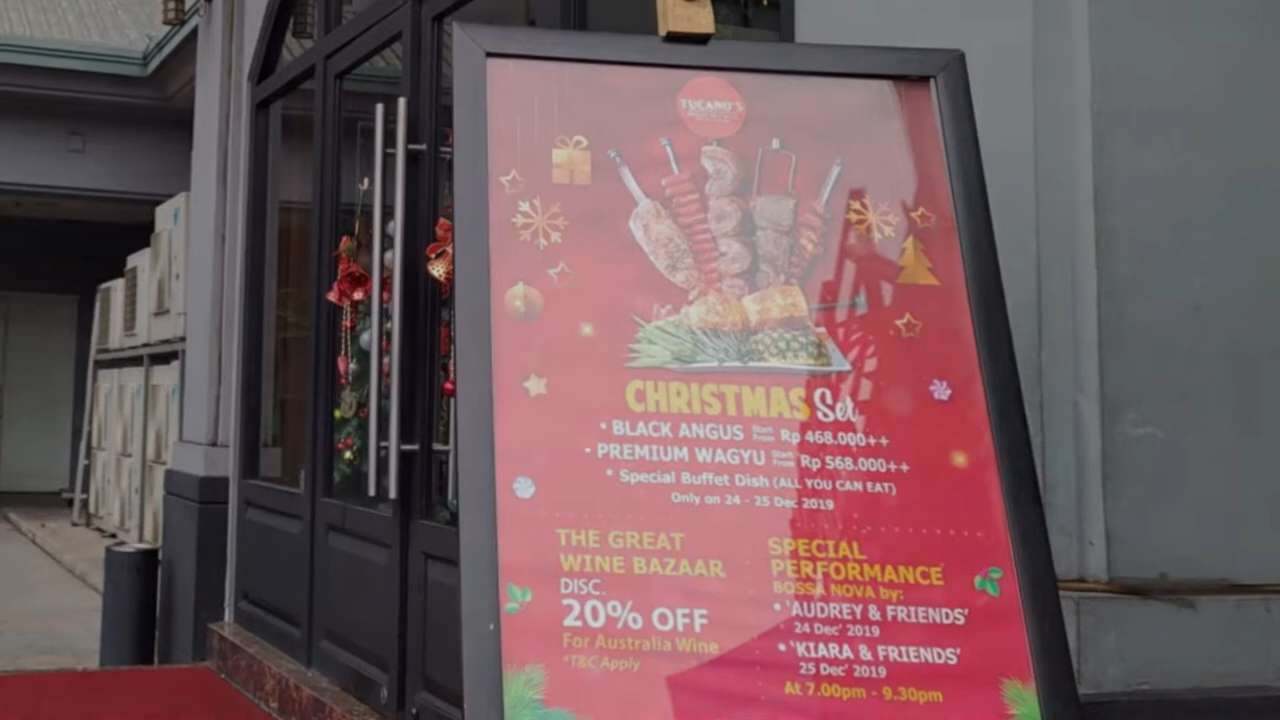 TUCANO'S
CHRISTMAS Set
• BLACK ANGUS Start From Rp 468.000++
• PREMIUM WAGYU Start From Rp 568.000++
* Special Buffet Dish (ALL YOU CAN EAT)
Only on 24 - 25 Dec 2019
THE GREAT
WINE BAZAAR
DISC.
20% OFF
For Australia Wine
*T&C Apply
SPECIAL
PERFORMANCE
BOSSA NOVA by:
• 'AUDREY & FRIENDS'
24 Dec' 2019
• 'KIARA & FRIENDS'
25 Dec' 2019
At 7.00pm - 9.30pm